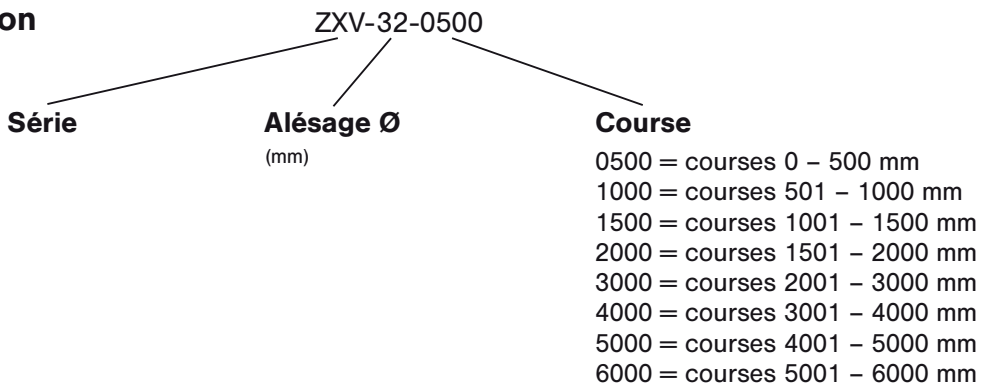 on
ZXV-32-0500
Série
Alésage Ø
Course
(mm)
0500 = courses 0 – 500 mm
1000 = courses 501 – 1000 mm
1500 = courses 1001 – 1500 mm
2000 = courses 1501 – 2000 mm
3000 = courses 2001 – 3000 mm
4000 = courses 3001 – 4000 mm
5000 = courses 4001 – 5000 mm
6000 = courses 5001 – 6000 mm